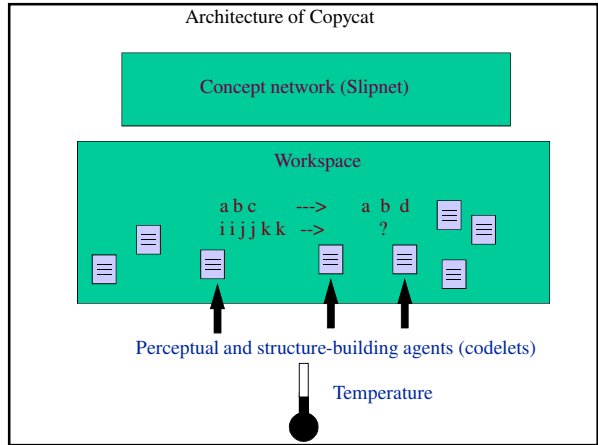 Architecture of Copycat
Concept network (Slipnet)
Workspace
a b c ---> a b d
i i j j k k --> ?
Perceptual and structure-building agents (codelets)
Temperature